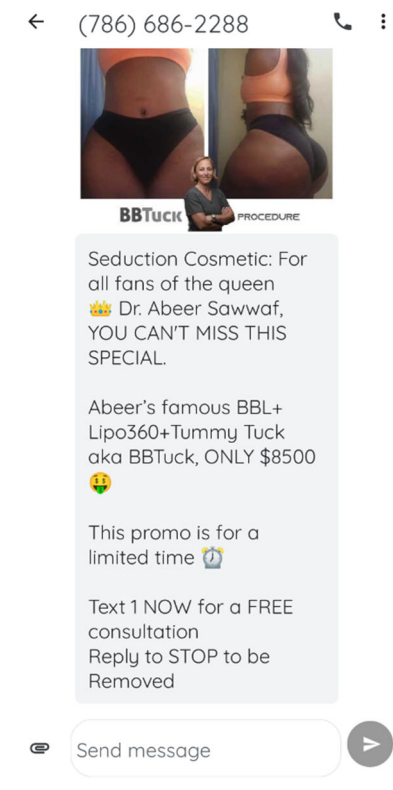 (786) 686-2288
BBTUCK PROCEDURE
Seduction Cosmetic: For
all fans of the queen
👑 Dr. Abeer Sawwaf,
YOU CAN'T MISS THIS
SPECIAL.
Abeer's famous BBL+
Lipo360+Tummy Tuck
aka BBTuck, ONLY $8500
🤑
This promo is for a
limited time ⏰
Text 1 NOW for a FREE
consultation
Reply to STOP to be
Removed
Send message